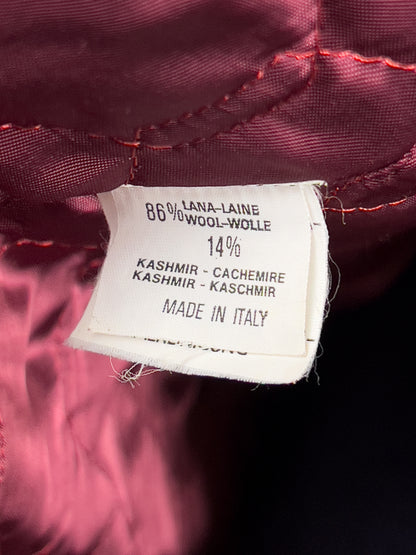 86% LANA-LAINE
WOOL-WOLLE
14%
KASHMIR - CACHEMIRE
KASHMIR - KASCHMIR
MADE IN ITALY